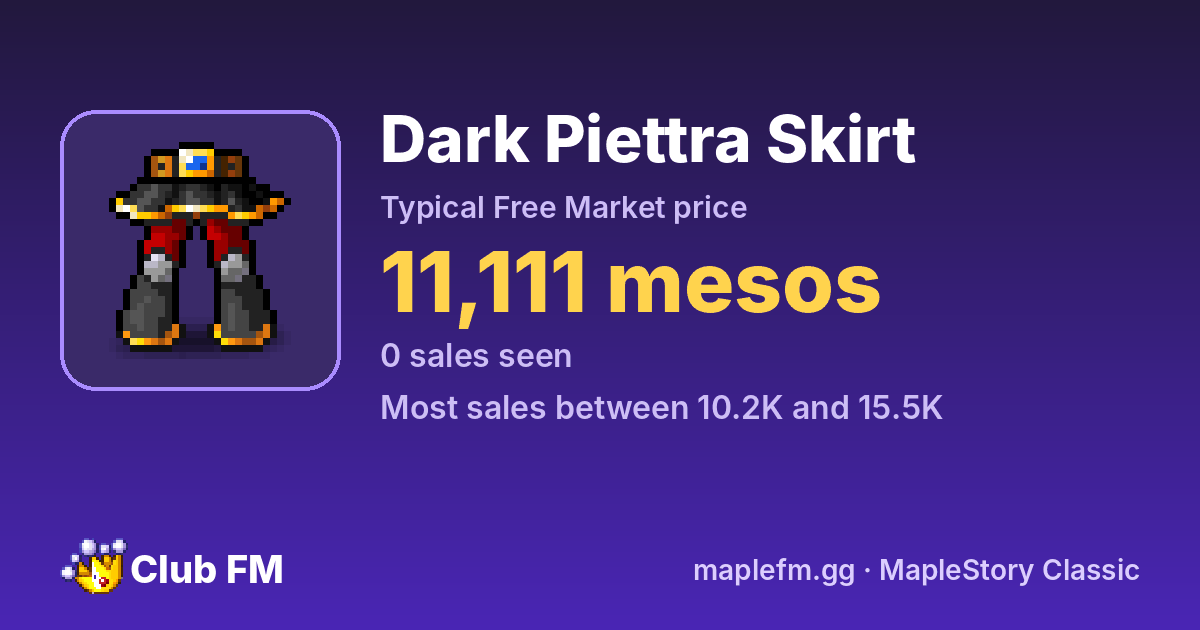 Dark Piettra Skirt
Typical Free Market price
11,111 mesos
0 sales seen
Most sales between 10.2K and 15.5K
Club FM
maplefm.gg · MapleStory Classic